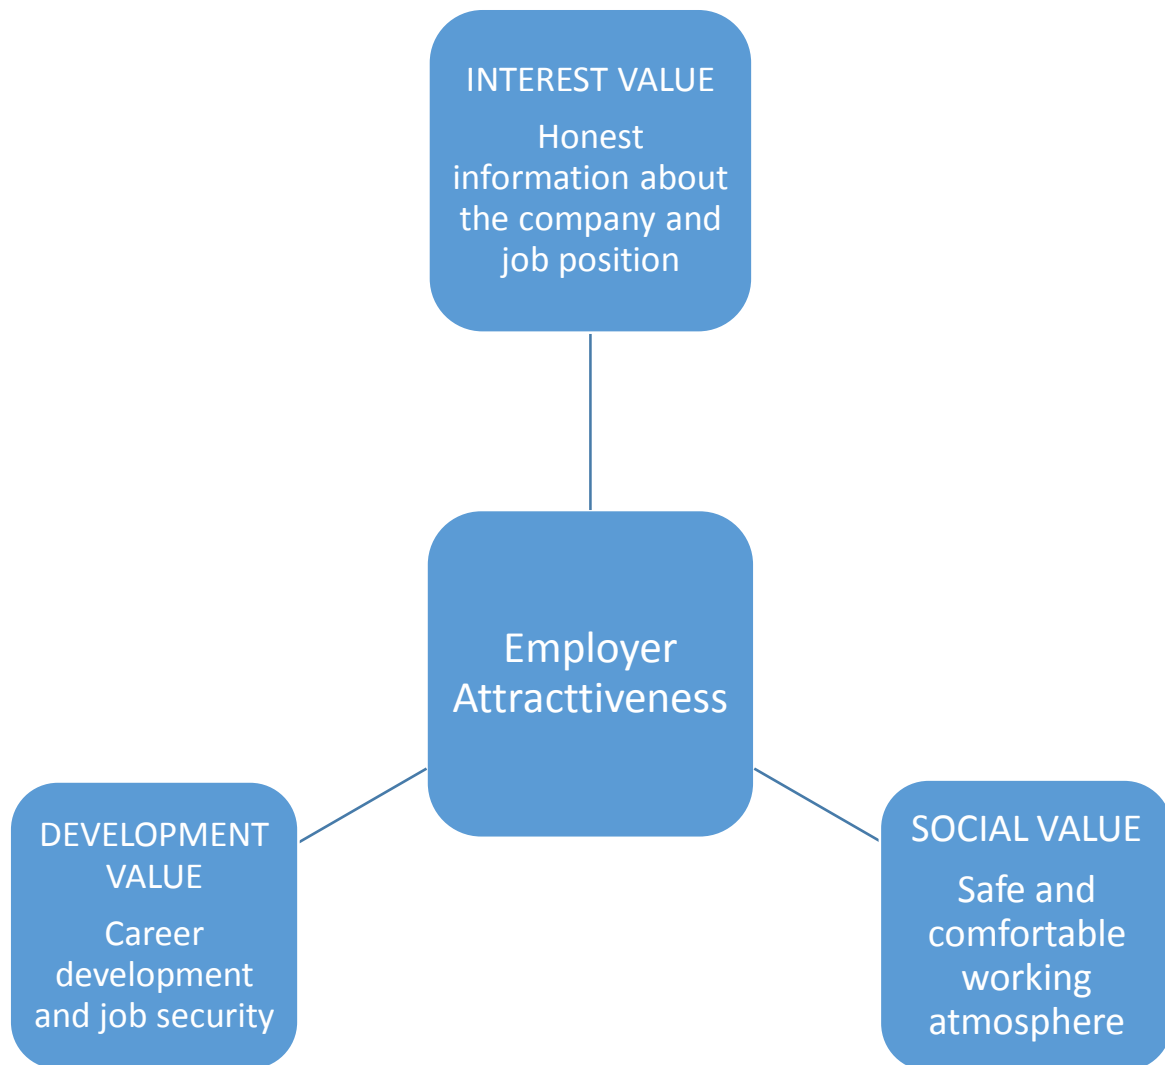 INTEREST VALUE
Honest
information about
the company and
job position
Employer
Attracttiveness
DEVELOPMENT
VALUE
Career
development
and job security
SOCIAL VALUE
Safe and
comfortable
working
atmosphere